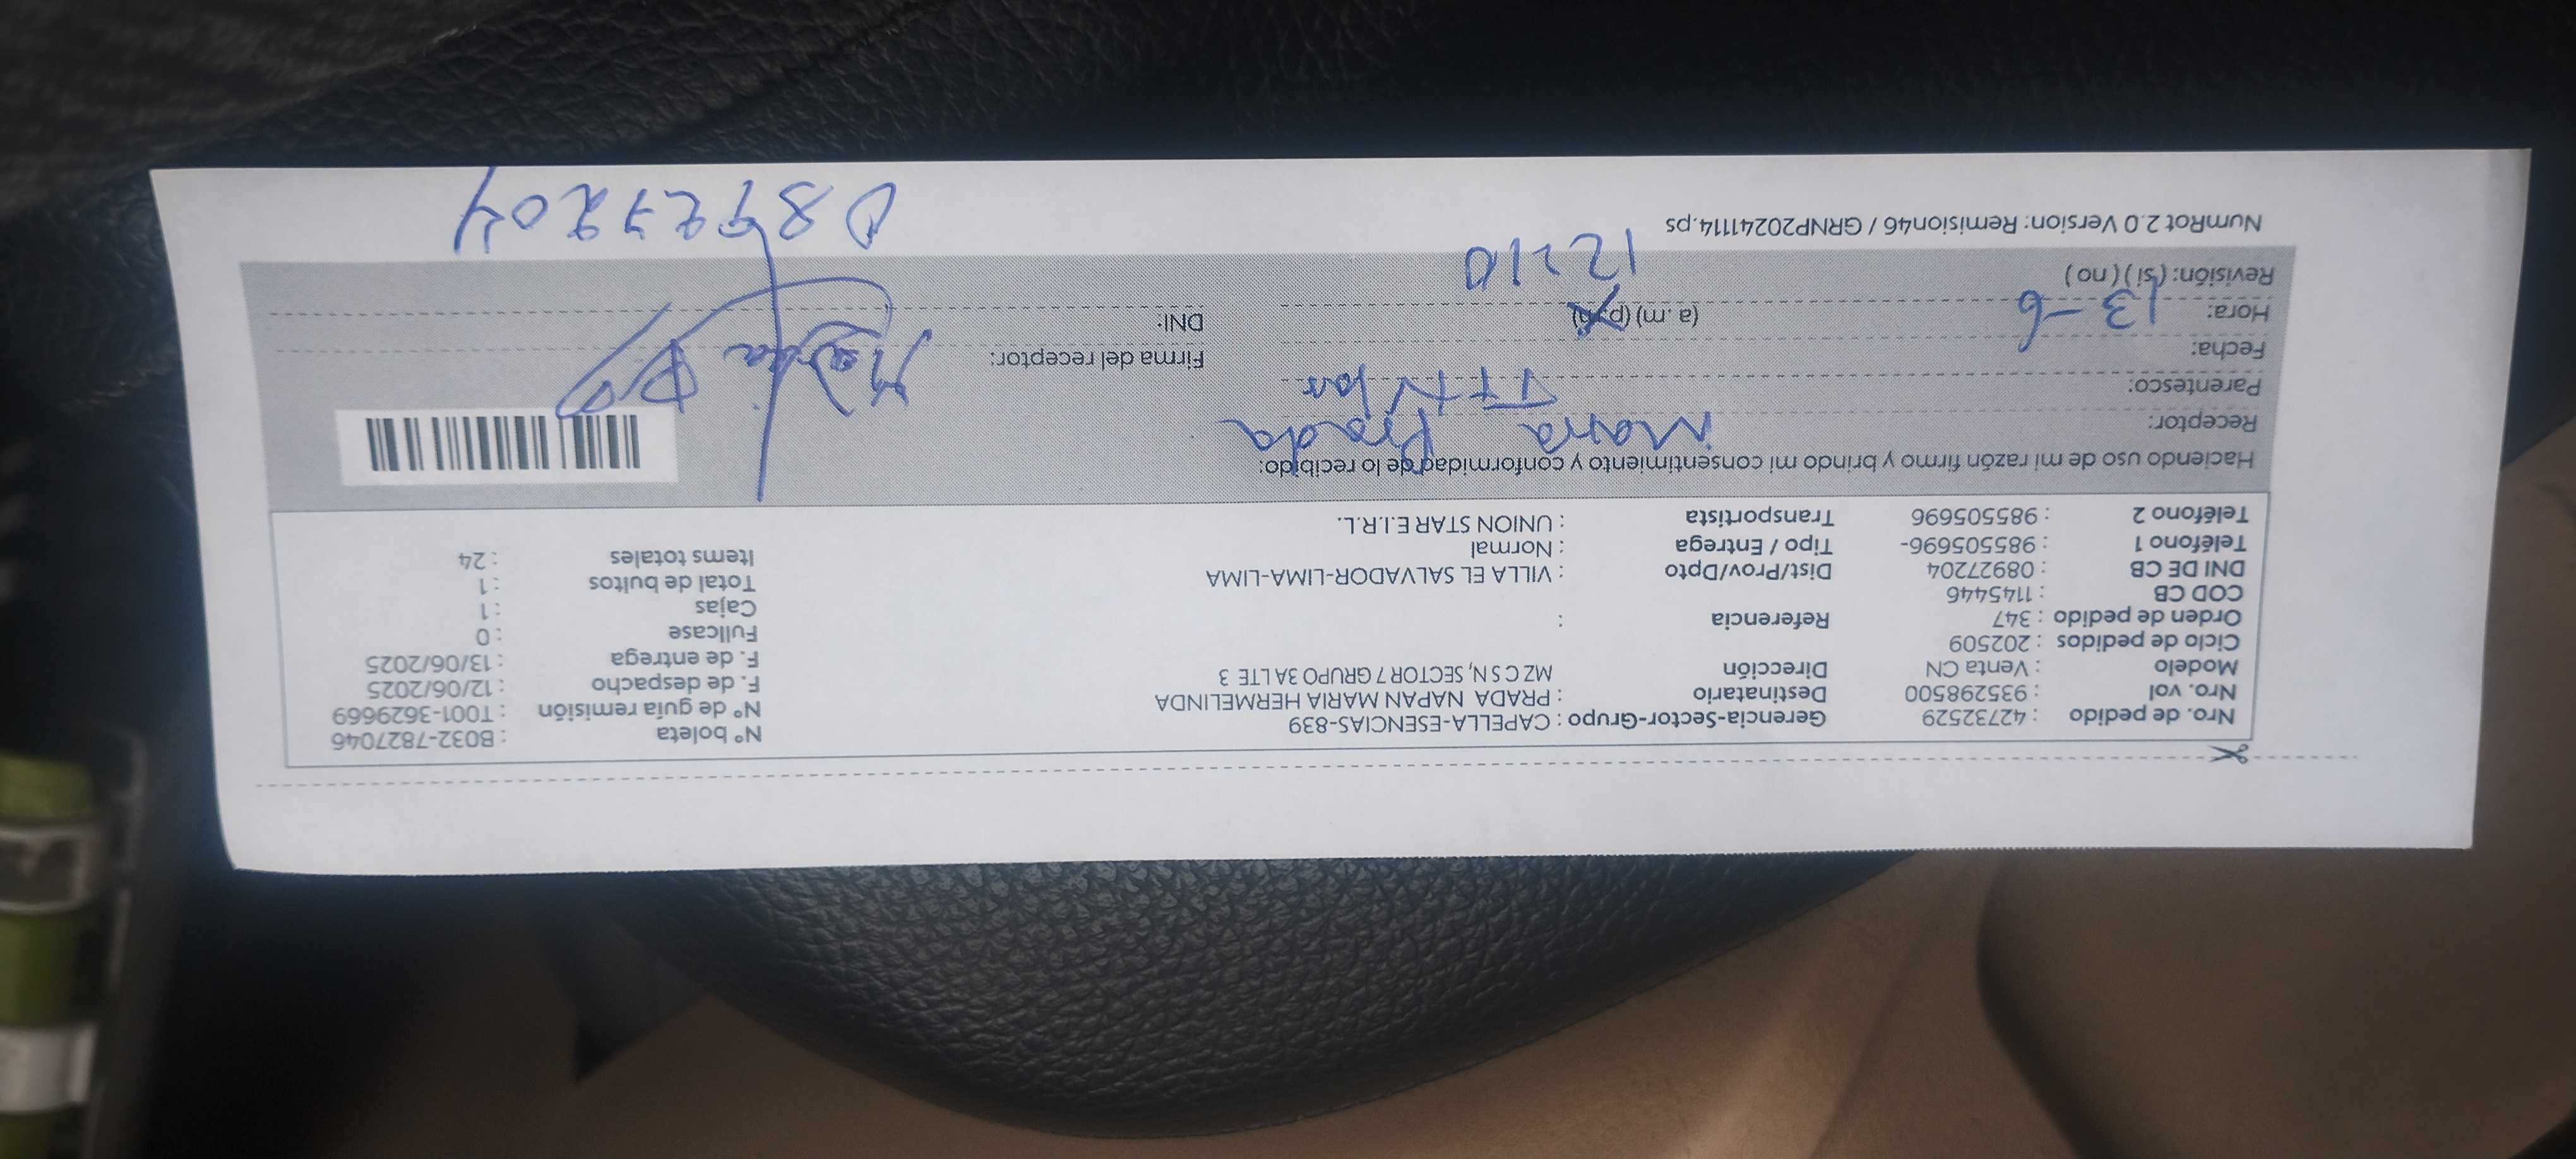 Nro. de pedido : 42732529 Gerencia-Sector-Grupo : CAPELLA-ESENCIAS-839 N° boleta : B032-7827046
Nro. vol : 935298500 Destinatario : PRADA NAPAN MARIA HERMELINDA N° de guía remisión : T001-3629669
Modelo : Venta CN Dirección MZ C S N, SECTOR 7 GRUPO 3A LTE 3 F. de despacho : 12/06/2025
Ciclo de pedidos : 202509 F. de entrega : 13/06/2025
Orden de pedido : 347 Referencia : Fullcase : 0
COD CB : 1145446 Cajas : 1
DNI DE CB : 08927204 Dist/Prov/Dpto : VILLA EL SALVADOR-LIMA-LIMA Total de bultos : 1
Teléfono 1 : 985505696- Tipo / Entrega : Normal Items totales : 24
Teléfono 2 : 985505696 Transportista : UNION STAR E.I.R.L.
Haciendo uso de mi razón firmo y brindo mi consentimiento y conformidad de lo recibido:
Receptor: Maria Prada
Parentesco: Titular
Fecha: 13-6 Firma del receptor:
Hora: (a .m) (p. m) DNI:
Revisión: (si) (no) 12:10
NumRot 2.0 Version: Remision46 / GRNP20241114.ps 08927204